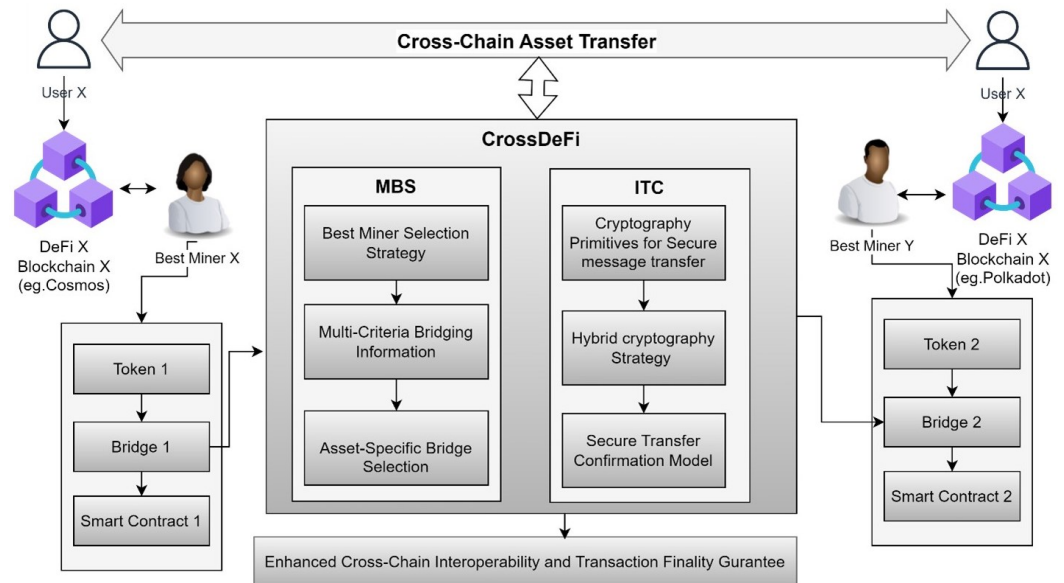 Cross-Chain Asset Transfer
User X
User X
CrossDeFi
DeFi X
Blockchain X
(eg.Cosmos)
Best Miner X
MBS
Best Miner Selection
Strategy
Multi-Criteria Bridging
Information
Asset-Specific Bridge
Selection
ITC
Cryptography
Primitives for Secure
message transfer
Hybrid cryptography
Strategy
Secure Transfer
Confirmation Model
Best Miner Y
DeFi X
Blockchain X
(eg.Polkadot)
Token 1
Bridge 1
Smart Contract 1
Token 2
Bridge 2
Smart Contract 2
Enhanced Cross-Chain Interoperability and Transaction Finality Gurantee